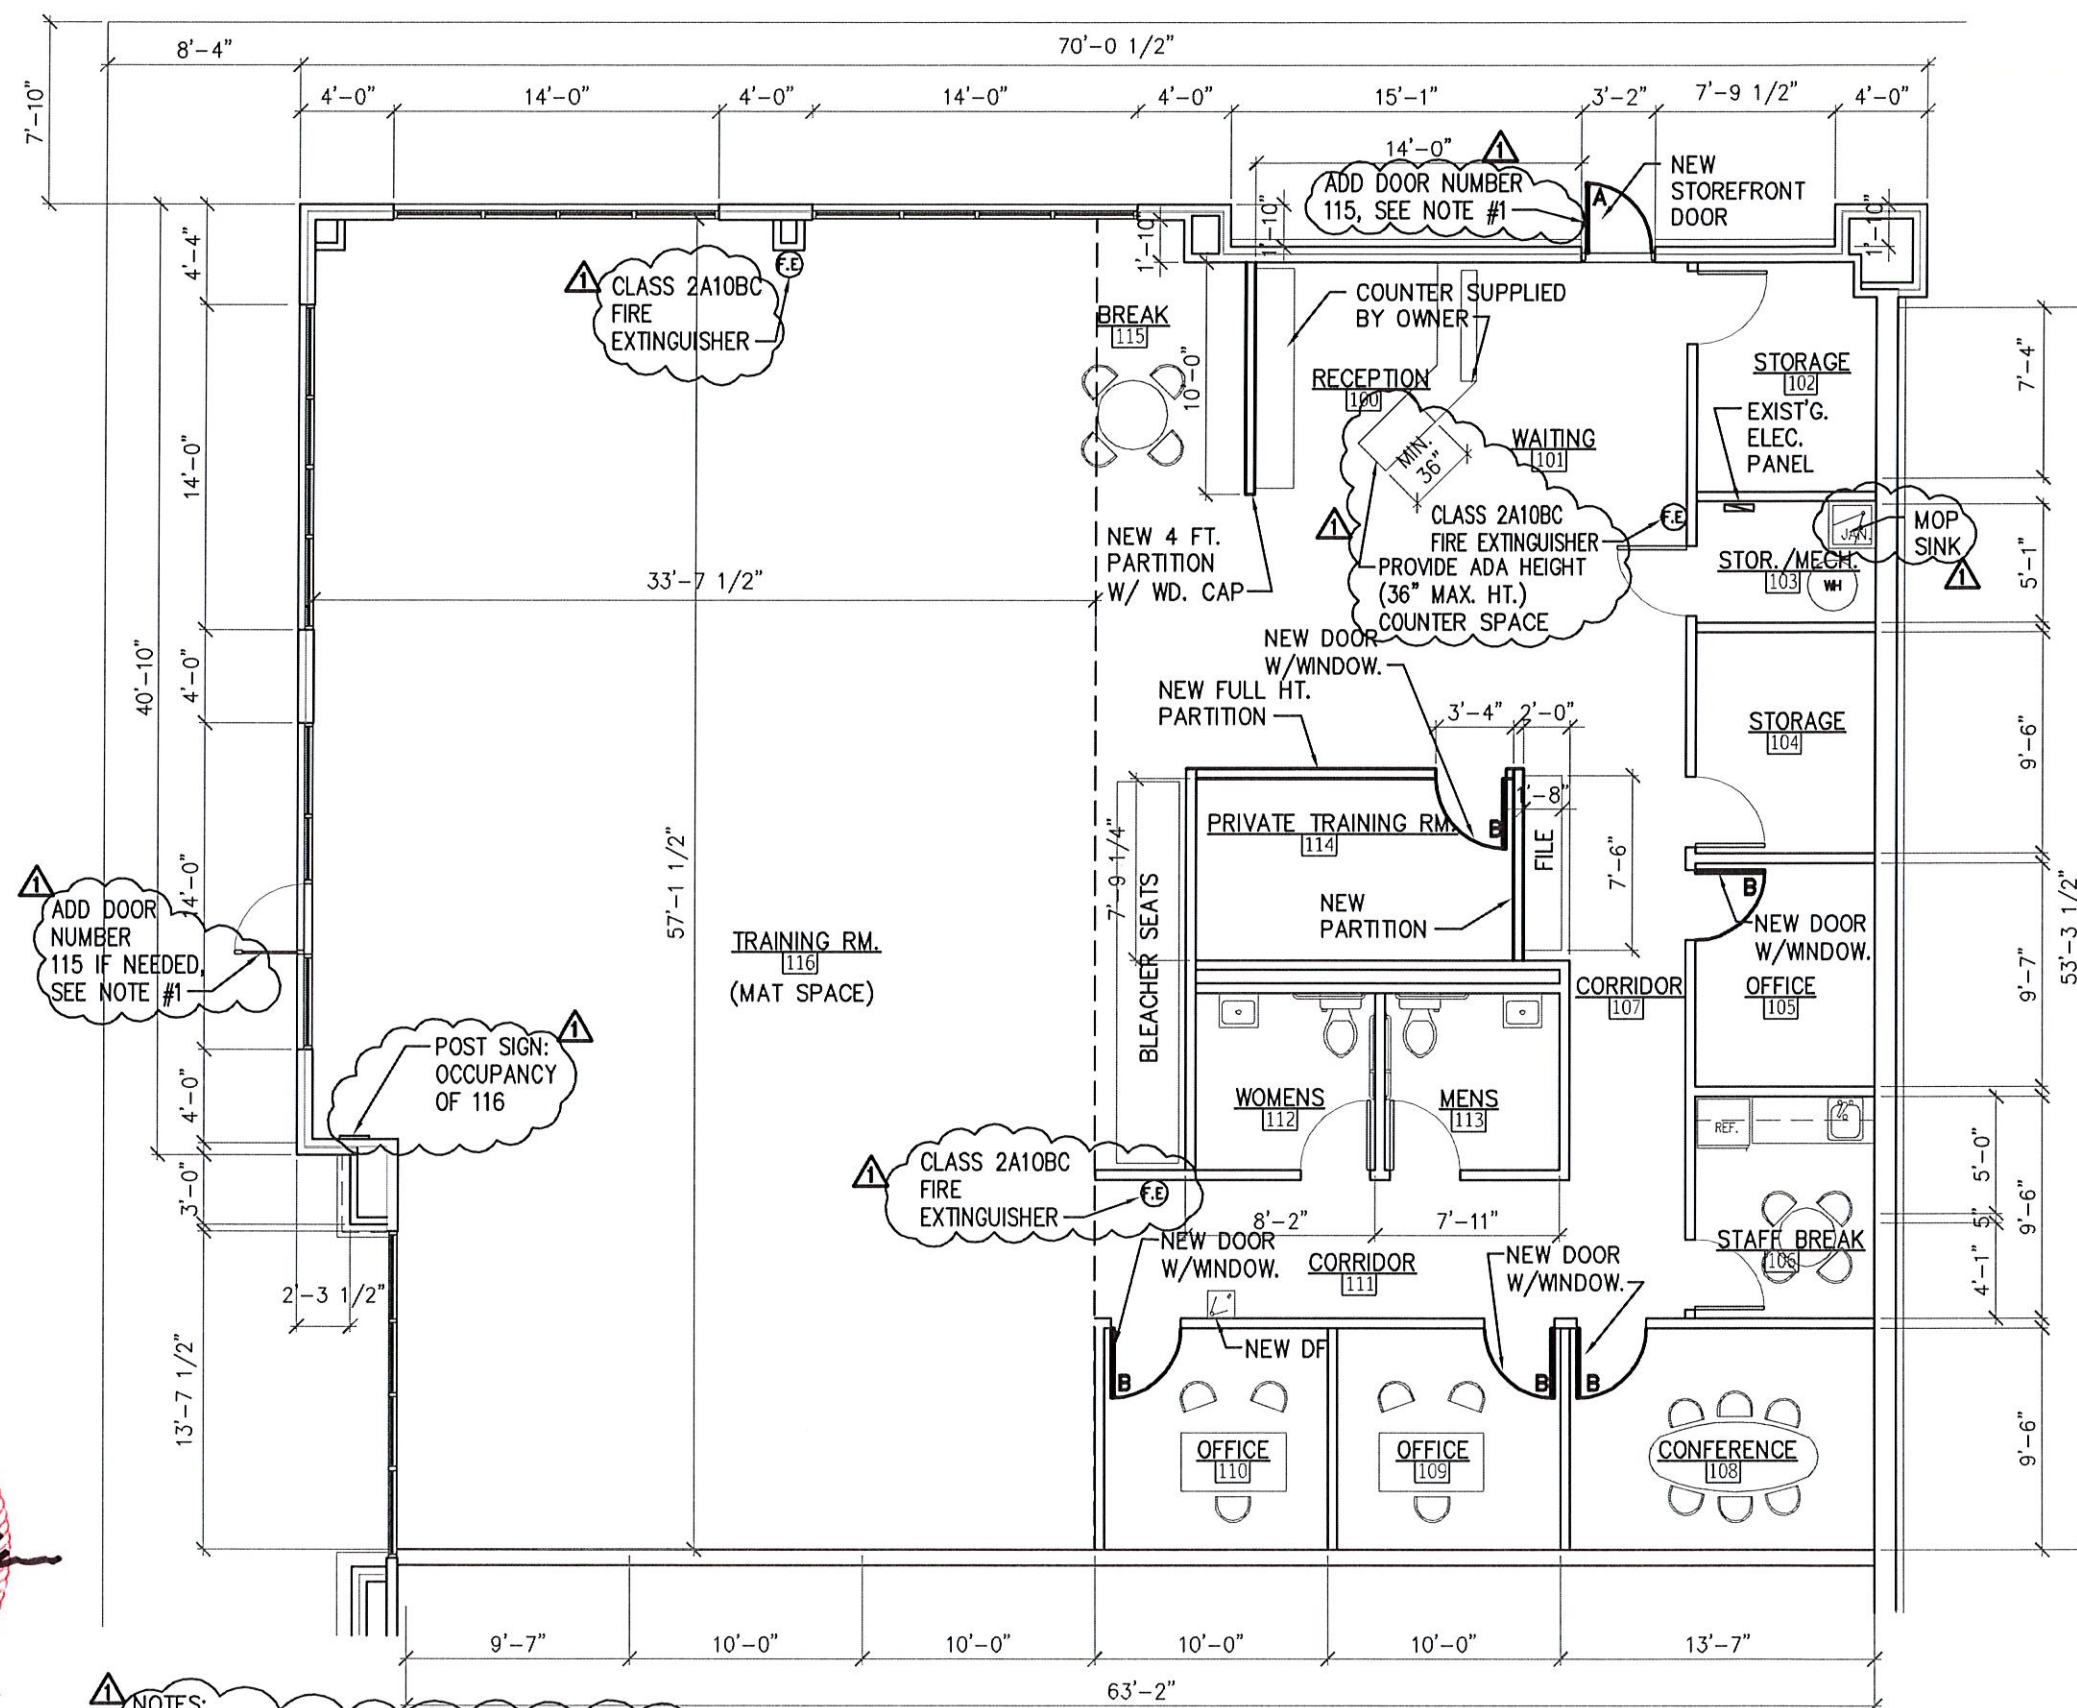 8'-4"
70'-0 1/2"
7'-10"
4'-0"
14'-0"
4'-0"
14'-0"
4'-0"
15'-1"
3'-2"
7'-9 1/2"
4'-0"
14'-0"
1
ADD DOOR NUMBER
115, SEE NOTE #1
A
NEW
STOREFRONT
DOOR
1'-10"
1'-10"
1'-10"
4'-4"
1
CLASS 2A10BC
FIRE
EXTINGUISHER
F.E
BREAK
115
10'-0"
COUNTER SUPPLIED
BY OWNER
RECEPTION
100
MIN.
36"
WAITING
101
STORAGE
102
7'-4"
EXIST'G.
ELEC.
PANEL
14'-0"
1
CLASS 2A10BC
FIRE EXTINGUISHER
F.E
PROVIDE ADA HEIGHT
(36" MAX. HT.)
COUNTER SPACE
JAN.
MOP
SINK
1
STOR./MECH.
103
WH
5'-1"
NEW 4 FT.
PARTITION
W/ WD. CAP
33'-7 1/2"
NEW DOOR
W/WINDOW.
NEW FULL HT.
PARTITION
3'-4"
2'-0"
40'-10"
4'-0"
STORAGE
104
9'-6"
PRIVATE TRAINING RM.
114
B
1'-8"
FILE
7'-6"
7'-9 1/4"
BLEACHER SEATS
NEW
PARTITION
57'-1 1/2"
14'-0"
1
ADD DOOR
NUMBER
115 IF NEEDED,
SEE NOTE #1
TRAINING RM.
116
(MAT SPACE)
B
NEW DOOR
W/WINDOW.
CORRIDOR
107
OFFICE
105
9'-7"
53'-3 1/2"
1
POST SIGN:
OCCUPANCY
OF 116
4'-0"
3'-0"
WOMENS
112
MENS
113
REF.
5'-0"
5"
4'-1"
9'-6"
STAFF BREAK
106
1
CLASS 2A10BC
FIRE
EXTINGUISHER
F.E
8'-2"
7'-11"
NEW DOOR
W/WINDOW.
CORRIDOR
111
NEW DOOR
W/WINDOW.
2'-3 1/2"
13'-7 1/2"
NEW DF
B
B
B
OFFICE
110
OFFICE
109
CONFERENCE
108
9'-6"
9'-7"
10'-0"
10'-0"
10'-0"
10'-0"
13'-7"
63'-2"
1
NOTES: